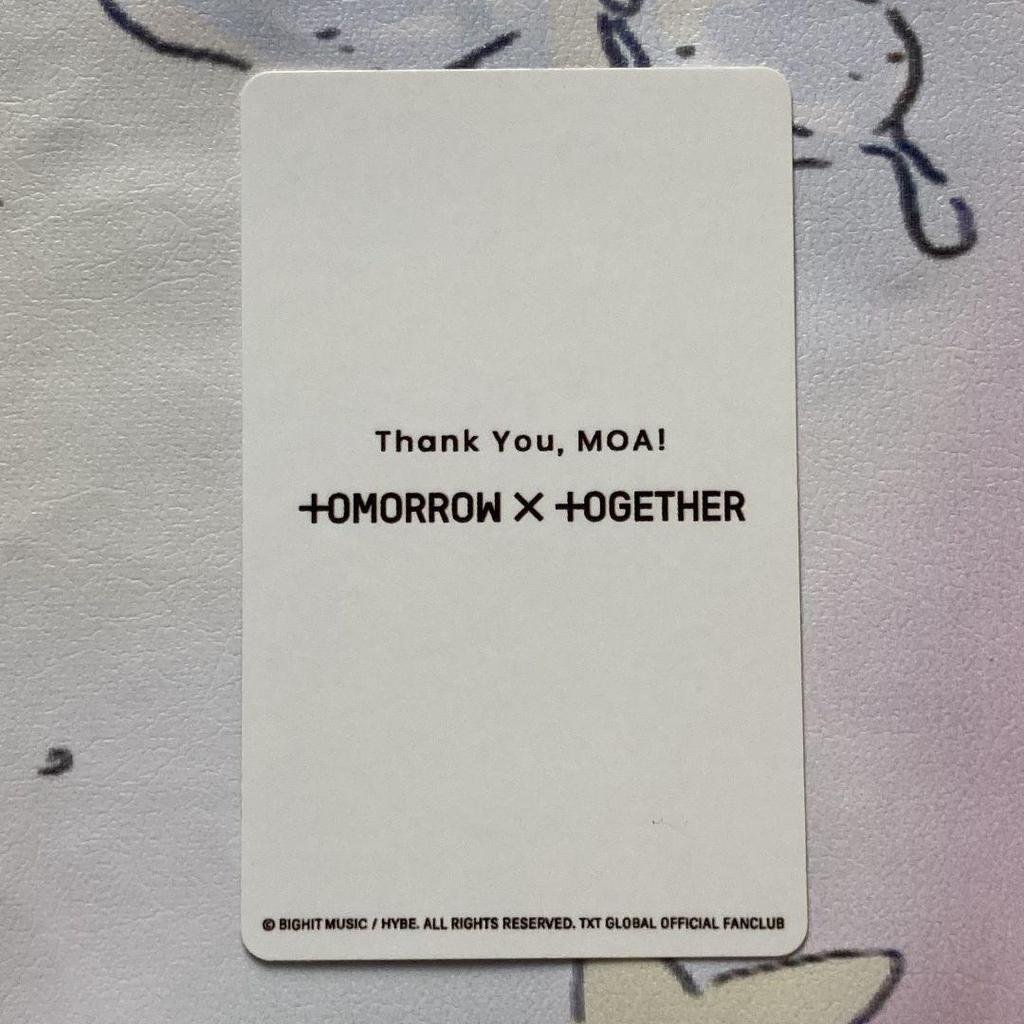 Thank You, MOA!
TOMORROW X TOGETHER
© BIGHIT MUSIC / HYBE. ALL RIGHTS RESERVED. TXT GLOBAL OFFICIAL FANCLUB